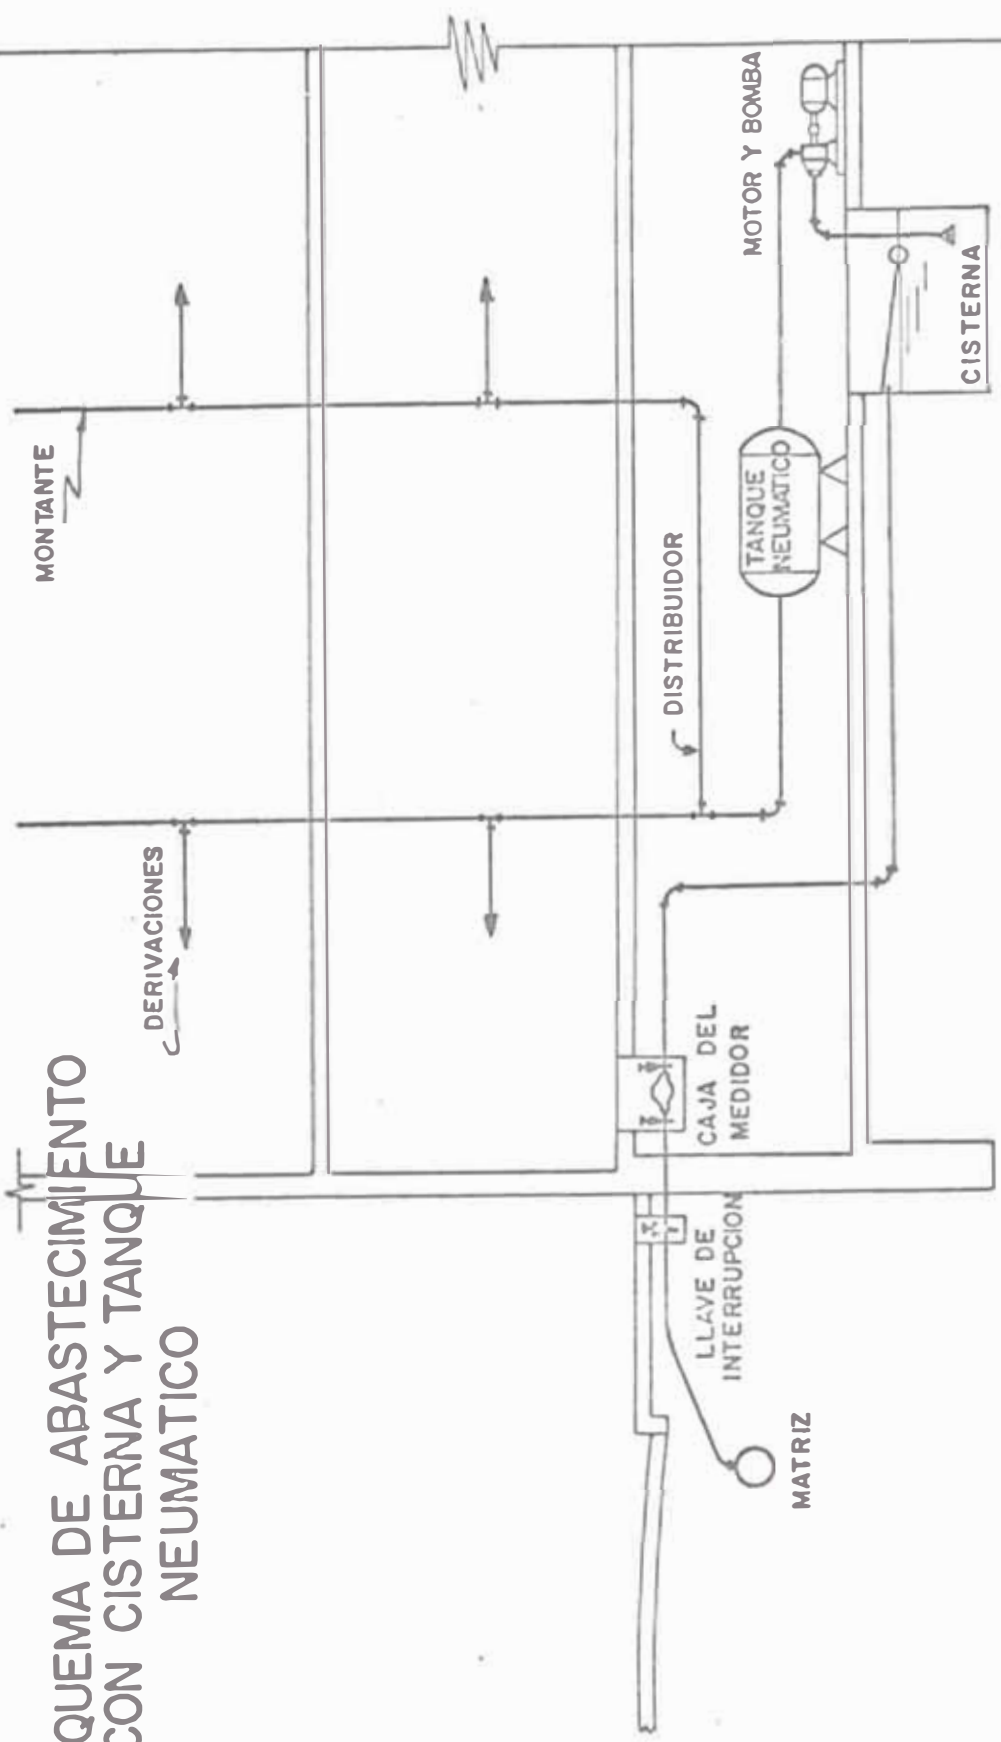 QUEMA DE ABASTECIMIENTO
CON CISTERNA Y TANQUE
NEUMATICO
MONTANTE
DERIVACIONES
DISTRIBUIDOR
MOTOR Y BOMBA
TANQUE
NEUMATICO
CISTERNA
CAJA DEL
MEDIDOR
LLAVE DE
INTERRUPCION
MATRIZ